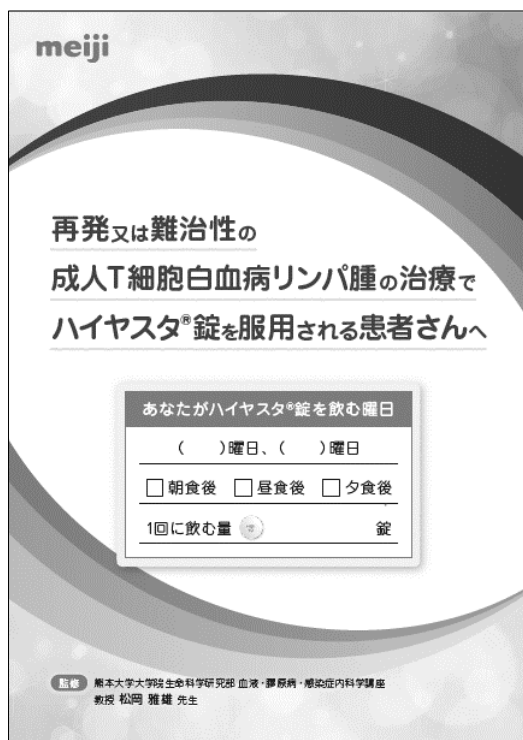 meiji
再発又は難治性の
成人T細胞白血病リンパ腫の治療で
ハイヤスタ®錠を服用される患者さんへ
あなたがハイヤスタ®錠を飲む曜日
(　　)曜日、(　　)曜日
□朝食後 □昼食後 □夕食後
1回に飲む量 錠
監修 熊本大学大学院生命科学研究部 血液・膠原病・感染症内科学講座
教授 松岡 雅雄 先生